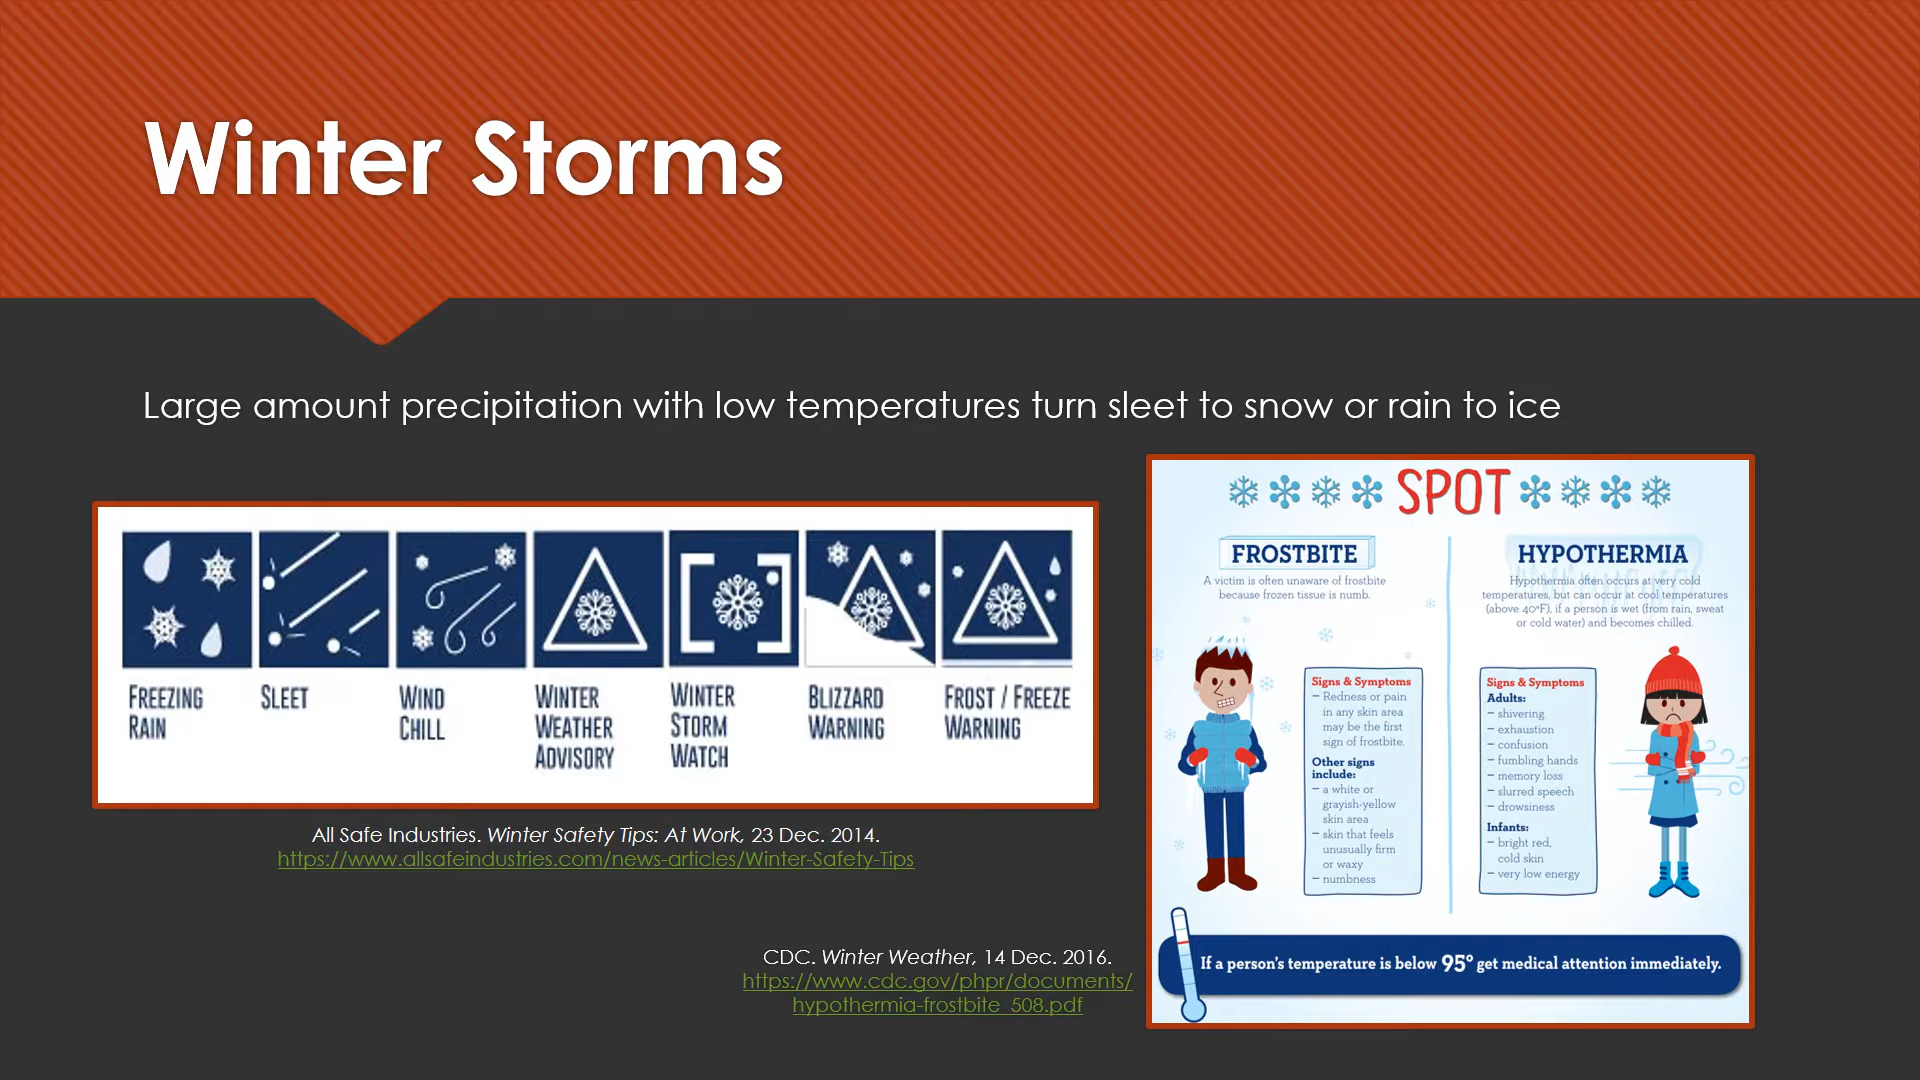 Winter Storms
Large amount precipitation with low temperatures turn sleet to snow or rain to ice
FREEZING
RAIN
SLEET
WIND
CHILL
WINTER
WEATHER
ADVISORY
WINTER
STORM
WATCH
BLIZZARD
WARNING
FROST / FREEZE
WARNING
All Safe Industries. Winter Safety Tips: At Work, 23 Dec. 2014.
https://www.allsafeindustries.com/news-articles/Winter-Safety-Tips
CDC. Winter Weather, 14 Dec. 2016.
https://www.cdc.gov/phpr/documents/
hypothermia-frostbite_508.pdf
SPOT
FROSTBITE
A victim is often unaware of frostbite
because frozen tissue is numb.
Signs & Symptoms
– Redness or pain
in any skin area
may be the first
sign of frostbite.
Other signs
include:
– a white or
grayish-yellow
skin area
– skin that feels
unusually firm
or waxy
– numbness
HYPOTHERMIA
Hypothermia often occurs at very cold
temperatures, but can occur at cool temperatures
(above 40°F), if a person is wet (from rain, sweat
or cold water) and becomes chilled.
Signs & Symptoms
Adults:
– shivering
– exhaustion
– confusion
– fumbling hands
– memory loss
– slurred speech
– drowsiness
Infants:
– bright red,
cold skin
– very low energy
If a person's temperature is below 95° get medical attention immediately.